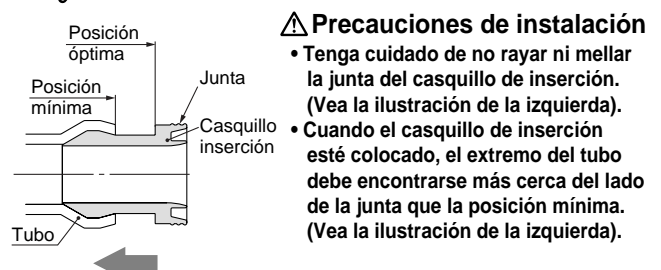 Posición
óptima
Posición
mínima
Junta
Casquillo
inserción
Tubo
Precauciones de instalación
• Tenga cuidado de no rayar ni mellar
la junta del casquillo de inserción.
(Vea la ilustración de la izquierda).
• Cuando el casquillo de inserción
esté colocado, el extremo del tubo
debe encontrarse más cerca del lado
de la junta que la posición mínima.
(Vea la ilustración de la izquierda).